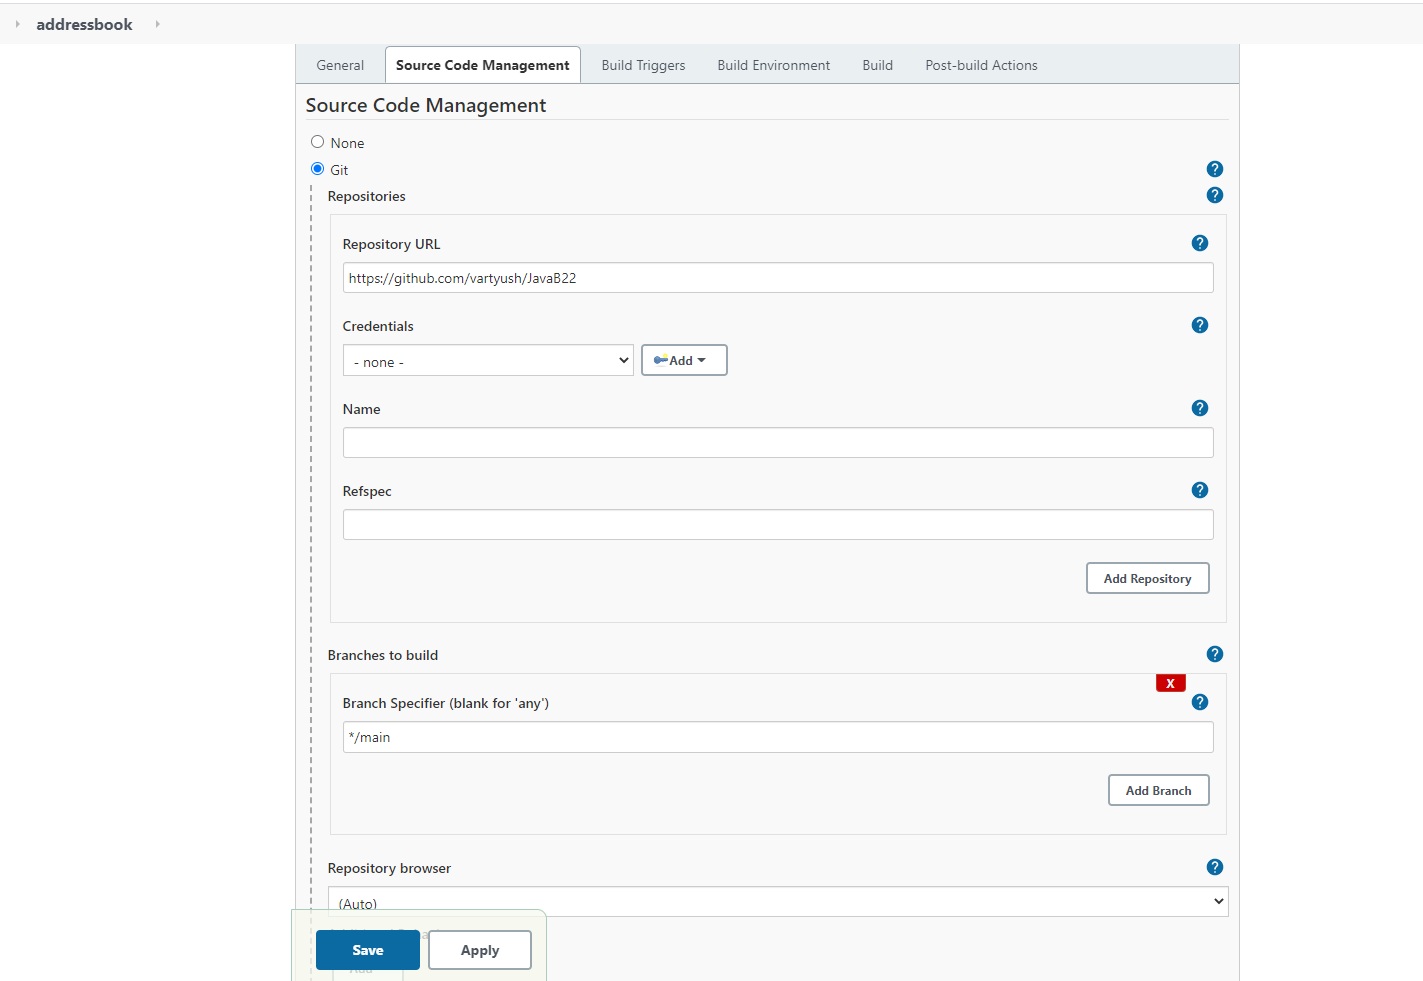 addressbook
General Source Code Management Build Triggers Build Environment Build Post-build Actions
Source Code Management
None
Git
?
Repositories
?
Repository URL
?
https://github.com/vartyush/JavaB22
Credentials
?
- none -
Add
Name
?
Refspec
?
Add Repository
Branches to build
?
X
Branch Specifier (blank for 'any')
?
*/main
Add Branch
Repository browser
?
(Auto)
Save Apply
Add